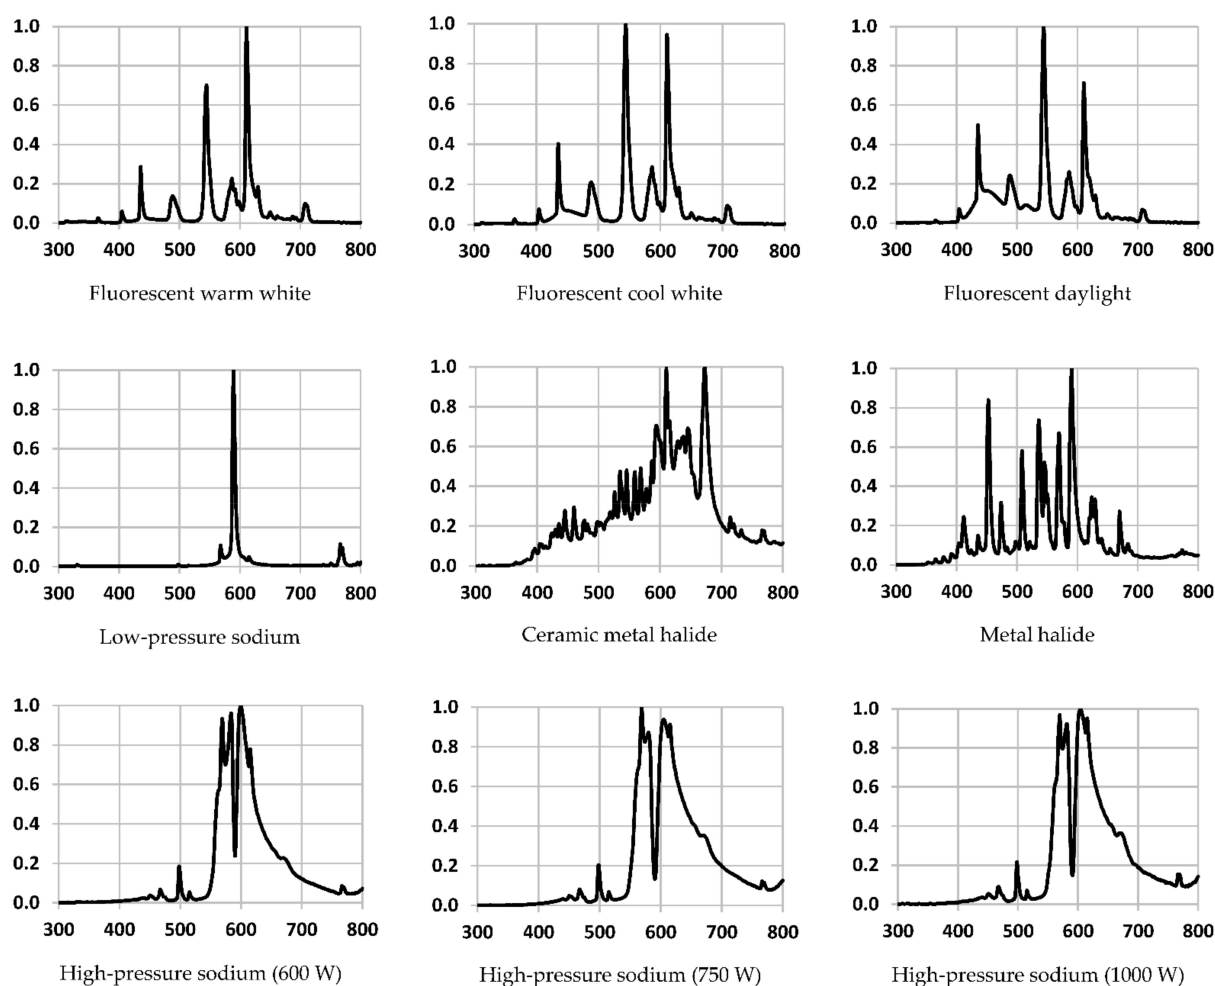 1.0 1.0 1.0
0.8 0.8 0.8
0.6 0.6 0.6
0.4 0.4 0.4
0.2 0.2 0.2
0.0 0.0 0.0
300 400 500 600 700 800 300 400 500 600 700 800 300 400 500 600 700 800
Fluorescent warm white Fluorescent cool white Fluorescent daylight
1.0 1.0 1.0
0.8 0.8 0.8
0.6 0.6 0.6
0.4 0.4 0.4
0.2 0.2 0.2
0.0 0.0 0.0
300 400 500 600 700 800 300 400 500 600 700 800 300 400 500 600 700 800
Low-pressure sodium Ceramic metal halide Metal halide
1.0 1.0 1.0
0.8 0.8 0.8
0.6 0.6 0.6
0.4 0.4 0.4
0.2 0.2 0.2
0.0 0.0 0.0
300 400 500 600 700 800 300 400 500 600 700 800 300 400 500 600 700 800
High-pressure sodium (600 W) High-pressure sodium (750 W) High-pressure sodium (1000 W)